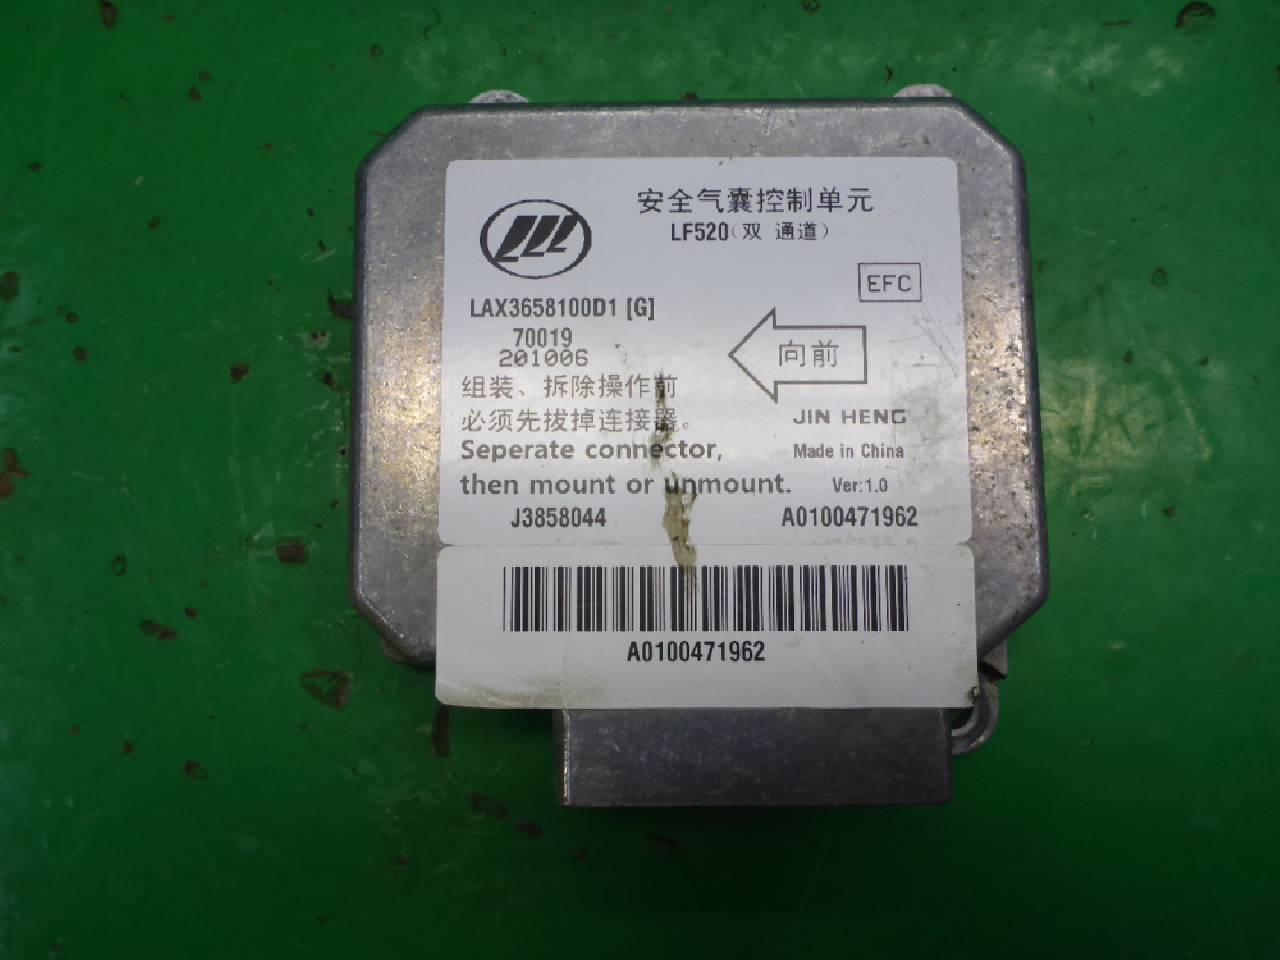 安全气囊控制单元
LF520(双 通道)
EFC
LAX3658100D1 [G]
70019
201006
向前
组装、拆除操作前
必须先拔掉连接器。
JIN HENG
Seperate connector,
Made in China
then mount or unmount.
Ver:1.0
J3858044
A0100471962
A0100471962